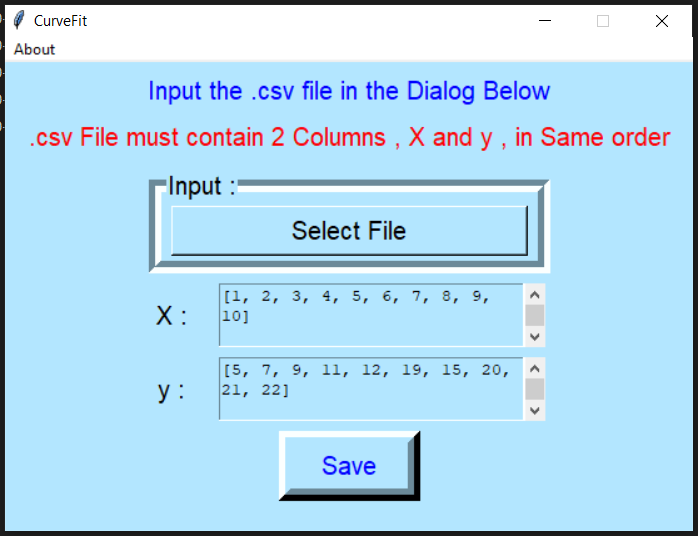 CurveFit
About
Input the .csv file in the Dialog Below
.csv File must contain 2 Columns , X and y , in Same order
Input :
Select File
X :
[1, 2, 3, 4, 5, 6, 7, 8, 9,
10]
y :
[5, 7, 9, 11, 12, 19, 15, 20,
21, 22]
Save